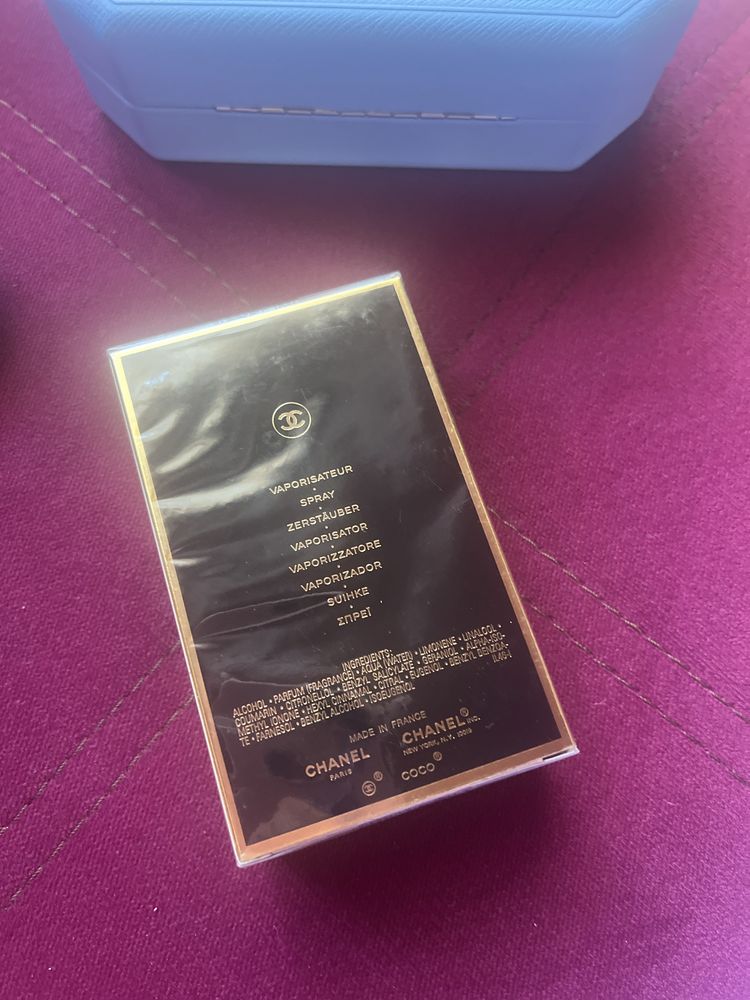 VAPORISATEUR
SPRAY
ZERSTÄUBER
VAPORISATOR
VAPORIZZATORE
VAPORIZADOR
SUIHKE
ΣΠΡΕΪ
INGREDIENTS:
ALCOHOL • PARFUM (FRAGRANCE) • AQUA (WATER) • LIMONENE • LINALOOL •
COUMARIN • CITRONELLOL • BENZYL SALICYLATE • GERANIOL • ALPHA-ISO-
METHYL IONONE • HEXYL CINNAMAL • CITRAL • EUGENOL • BENZYL BENZOA-
TE • FARNESOL • BENZYL ALCOHOL • ISOEUGENOL
MADE IN FRANCE
CHANEL CHANEL® INC.
PARIS NEW YORK, N.Y. 10019
® COCO®